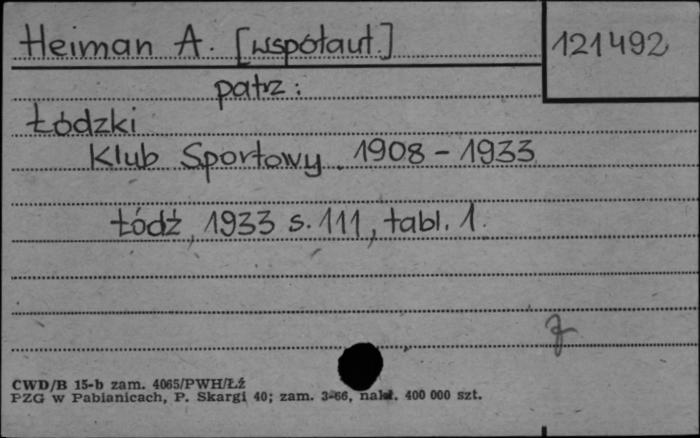 Heiman A. [współaut.]
121492
patrz:
Łódzki
Klub Sportowy. 1908 - 1933
Łódź, 1933 s. 111, tabl. 1.
CWD/B 15-b zam. 4065/PWH/ŁŹ
PZG w Pabianicach, P. Skargi 40; zam. 3-66, nakł. 400 000 szt.